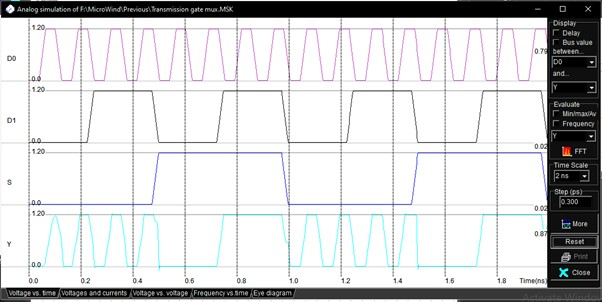 Analog simulation of F:\MicroWind\Previous\Transmission gate mux.MSK
1.20
D0
0.79
0.0
1.20
D1
0.0
0.02
1.20
S
0.0
0.02
1.20
Y
0.87
0.0
0.0 0.2 0.4 0.6 0.8 1.0 1.2 1.4 1.6 1.8 Time(ns)
Voltage vs. time Voltages and currents Voltage vs. voltage Frequency vs.time Eye diagram
Display
Delay
Bus value
between...
D0
and...
Y
Evaluate
Min/max/Av
Frequency
Y
FFT
Time Scale
2 ns
Step (ps)
0.300
More
Reset
Print
Close